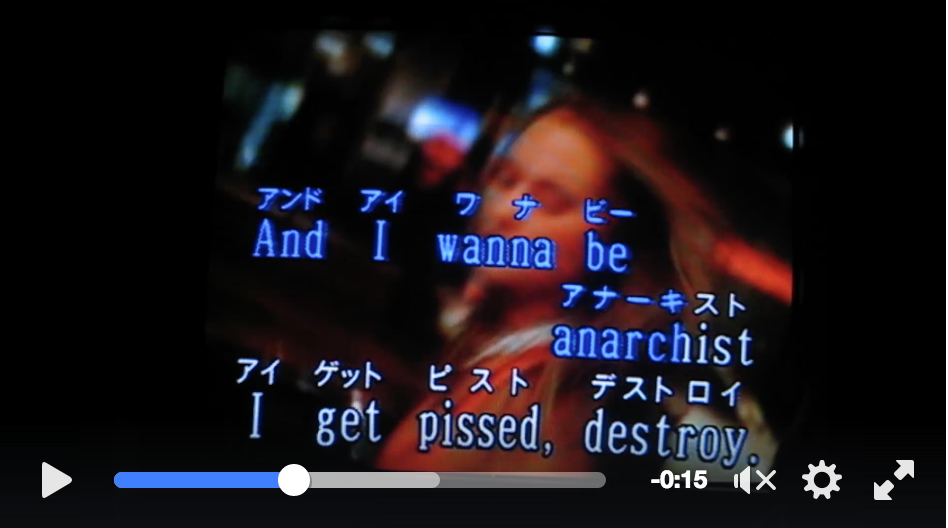 アンド アイ ワ ナ ビー
And I wanna be
アナーキスト
anarchist
アイ ゲット ピスト デストロイ
I get pissed, destroy.
-0:15